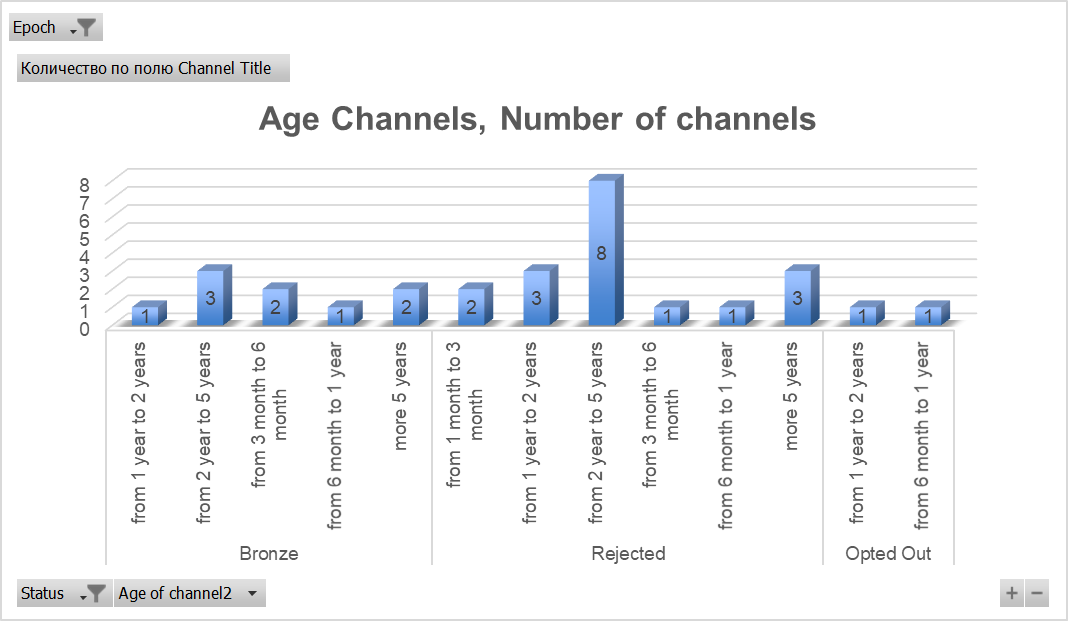 Epoch
Количество по полю Channel Title
Age Channels, Number of channels
8
7
6
5
4
3
2
1
0
1
3
2
1
2
2
3
8
1
1
3
1
1
from 1 year to 2 years
from 2 year to 5 years
from 3 month to 6
month
from 6 month to 1 year
more 5 years
from 1 month to 3
month
from 1 year to 2 years
from 2 year to 5 years
from 3 month to 6
month
from 6 month to 1 year
more 5 years
from 1 year to 2 years
from 6 month to 1 year
Bronze
Rejected
Opted Out
Status
Age of channel2
+ −